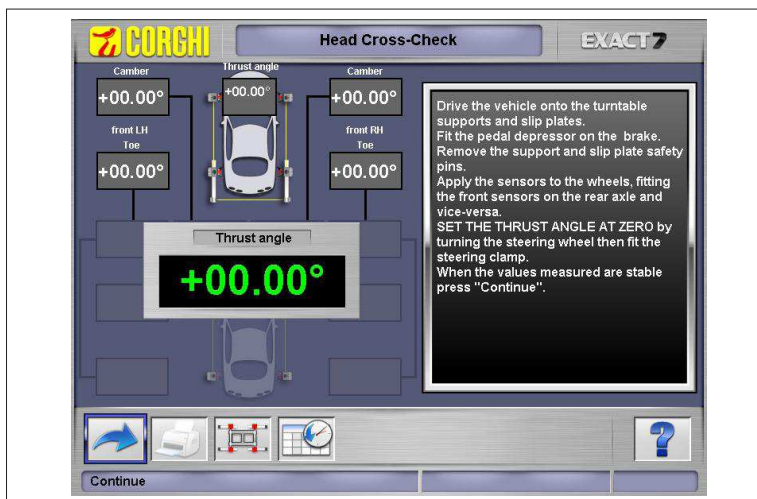 CORGHI
Head Cross-Check
EXACT7
Camber
+00.00°
Thrust angle
+00.00°
Camber
+00.00°
front LH
Toe
+00.00°
front RH
Toe
+00.00°
Thrust angle
+00.00°
Drive the vehicle onto the turntable
supports and slip plates.
Fit the pedal depressor on the brake.
Remove the support and slip plate safety
pins.
Apply the sensors to the wheels, fitting
the front sensors on the rear axle and
vice-versa.
SET THE THRUST ANGLE AT ZERO by
turning the steering wheel then fit the
steering clamp.
When the values measured are stable
press "Continue".
?
Continue